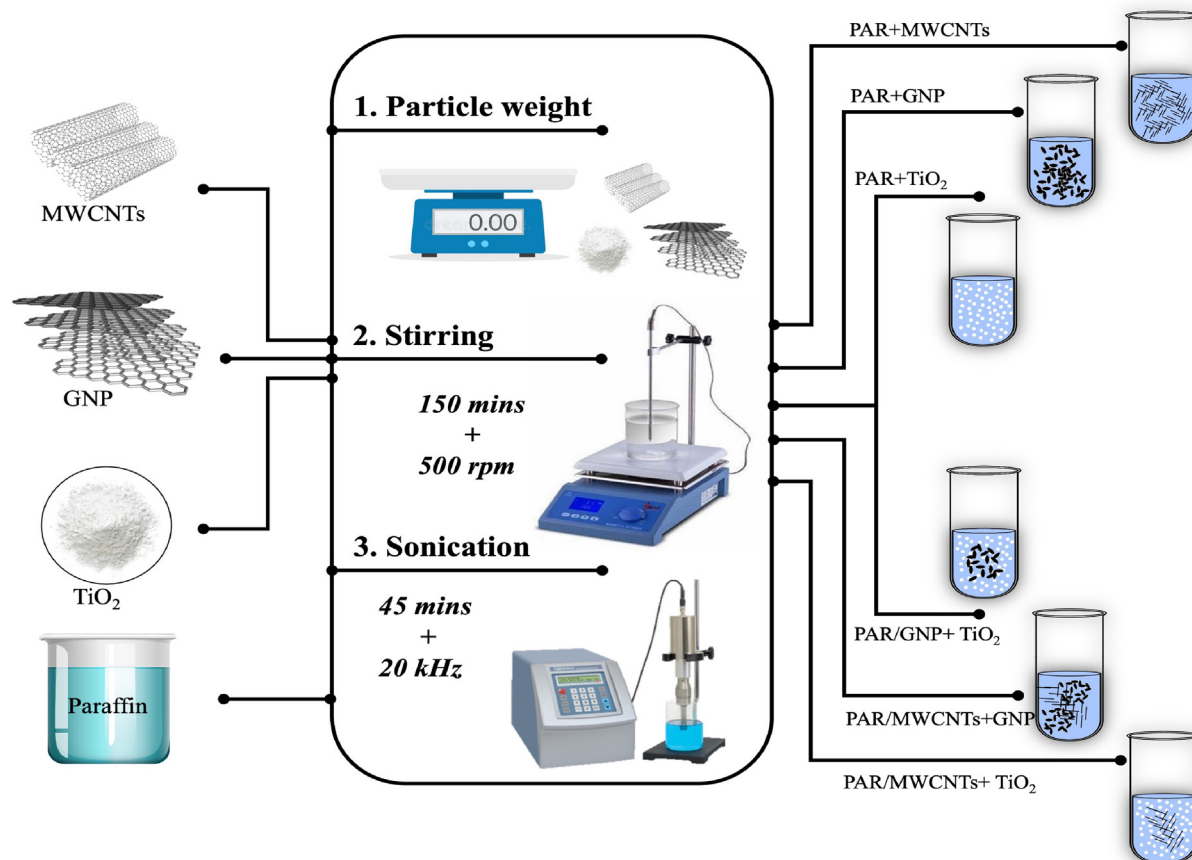 MWCNTs
GNP
TiO₂
Paraffin
1. Particle weight
0.00
2. Stirring
150 mins
+
500 rpm
3. Sonication
45 mins
+
20 kHz
PAR+MWCNTs
PAR+GNP
PAR+TiO₂
PAR/GNP+ TiO₂
PAR/MWCNTs+GNP
PAR/MWCNTs+ TiO₂